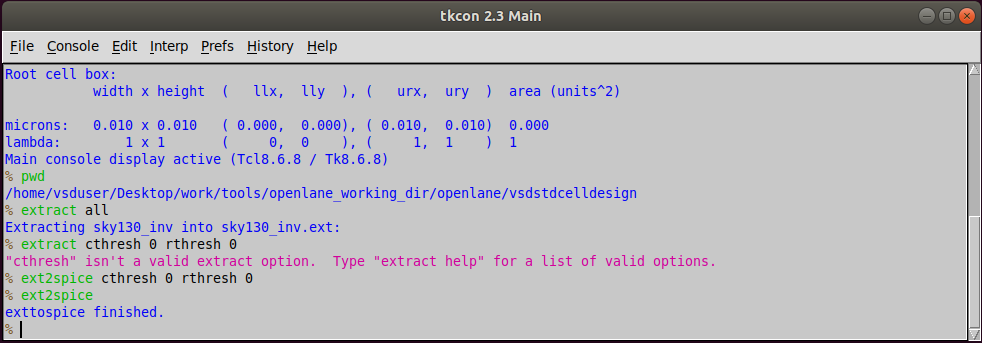 tkcon 2.3 Main
File Console Edit Interp Prefs History Help
Root cell box:
width x height ( llx, lly ), ( urx, ury ) area (units^2)
microns: 0.010 x 0.010 ( 0.000, 0.000), ( 0.010, 0.010) 0.000
lambda: 1 x 1 ( 0, 0 ), ( 1, 1 ) 1
Main console display active (Tcl8.6.8 / Tk8.6.8)
% pwd
/home/vsduser/Desktop/work/tools/openlane_working_dir/openlane/vsdstdcelldesign
% extract all
Extracting sky130_inv into sky130_inv.ext:
% extract cthresh 0 rthresh 0
"cthresh" isn't a valid extract option. Type "extract help" for a list of valid options.
% ext2spice cthresh 0 rthresh 0
% ext2spice
exttospice finished.
%